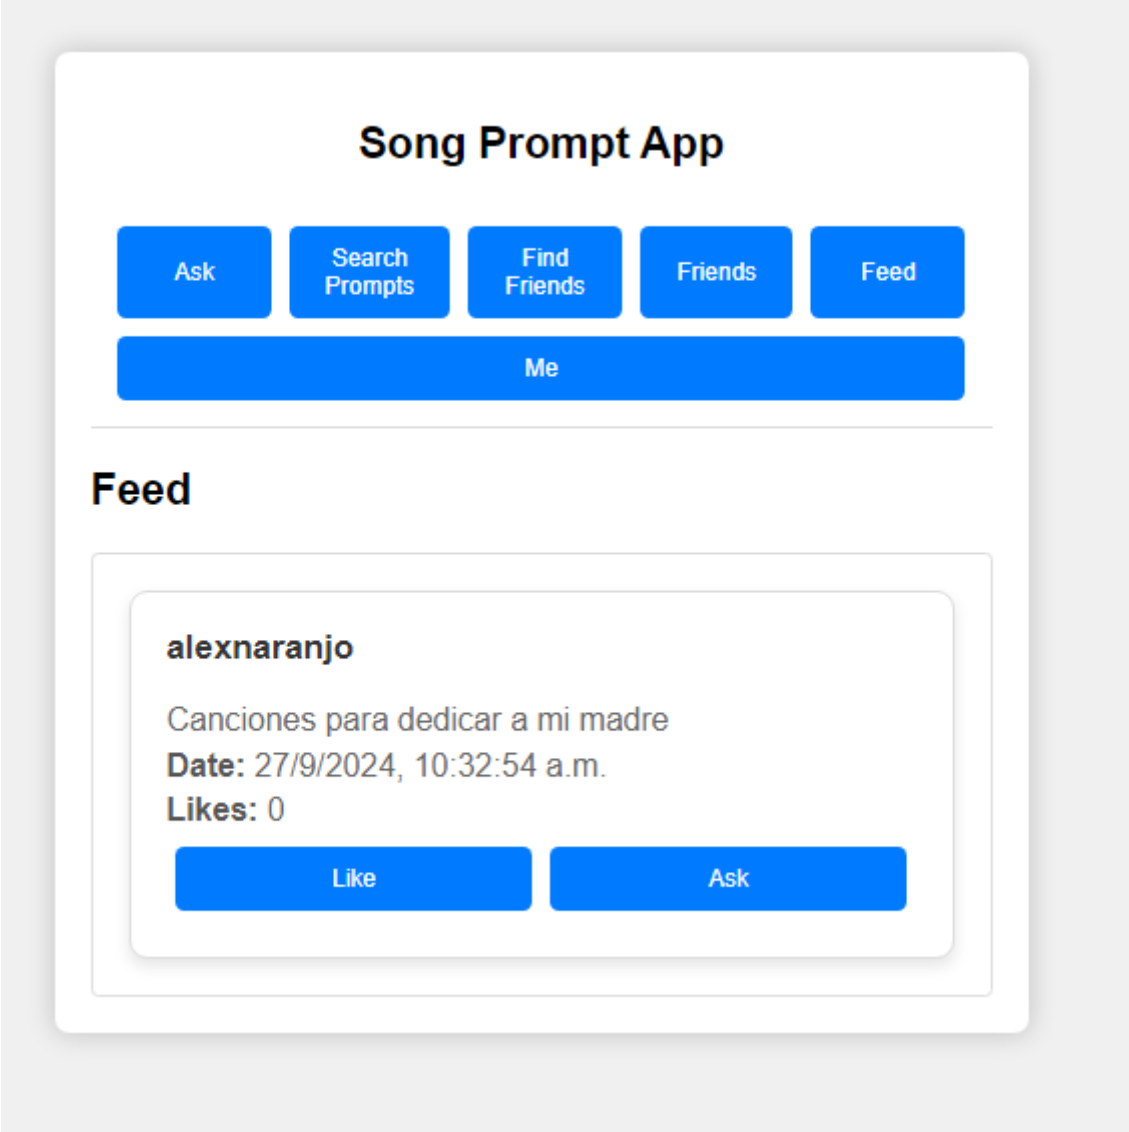 Song Prompt App
Ask
Search
Prompts
Find
Friends
Friends
Feed
Me
Feed
alexnaranjo
Canciones para dedicar a mi madre
Date: 27/9/2024, 10:32:54 a.m.
Likes: 0
Like
Ask